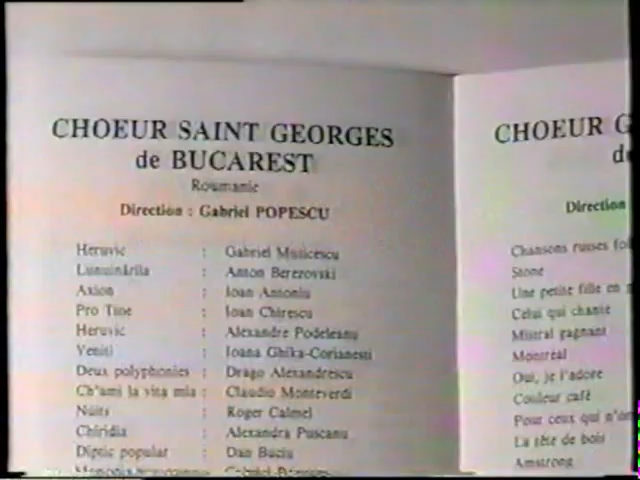 CHOEUR SAINT GEORGES
de BUCAREST
Roumanie
Direction : Gabriel POPESCU
Heruvic : Gabriel Musicescu
Luminărila : Anton Berezovski
Axion : Ioan Antoniu
Pro Tine : Ioan Chirescu
Heruvic : Alexandre Podeleanu
Veniti : Ioana Ghika-Corianesti
Deux polyphonies : Drago Alexandrescu
Ch'ami la vita mia : Claudio Monteverdi
Nuits : Roger Calmel
Chiridia : Alexandra Puscanu
Diptic popular : Dan Buciu
CHOEUR G
de
Direction
Chansons russes
Stone
Une petite fille en
Celui qui chante
Mistral gagnant
Montréal
Oui, je l'adore
Couleur café
Pour ceux qui n'
La tête de bois
Amstrong